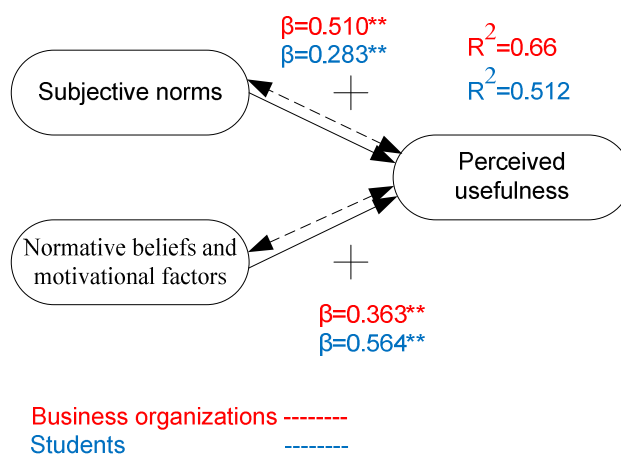 β=0.510**
β=0.283**
R²=0.66
R²=0.512
Subjective norms
+
Perceived
usefulness
Normative beliefs and
motivational factors
+
β=0.363**
β=0.564**
Business organizations --------
Students --------